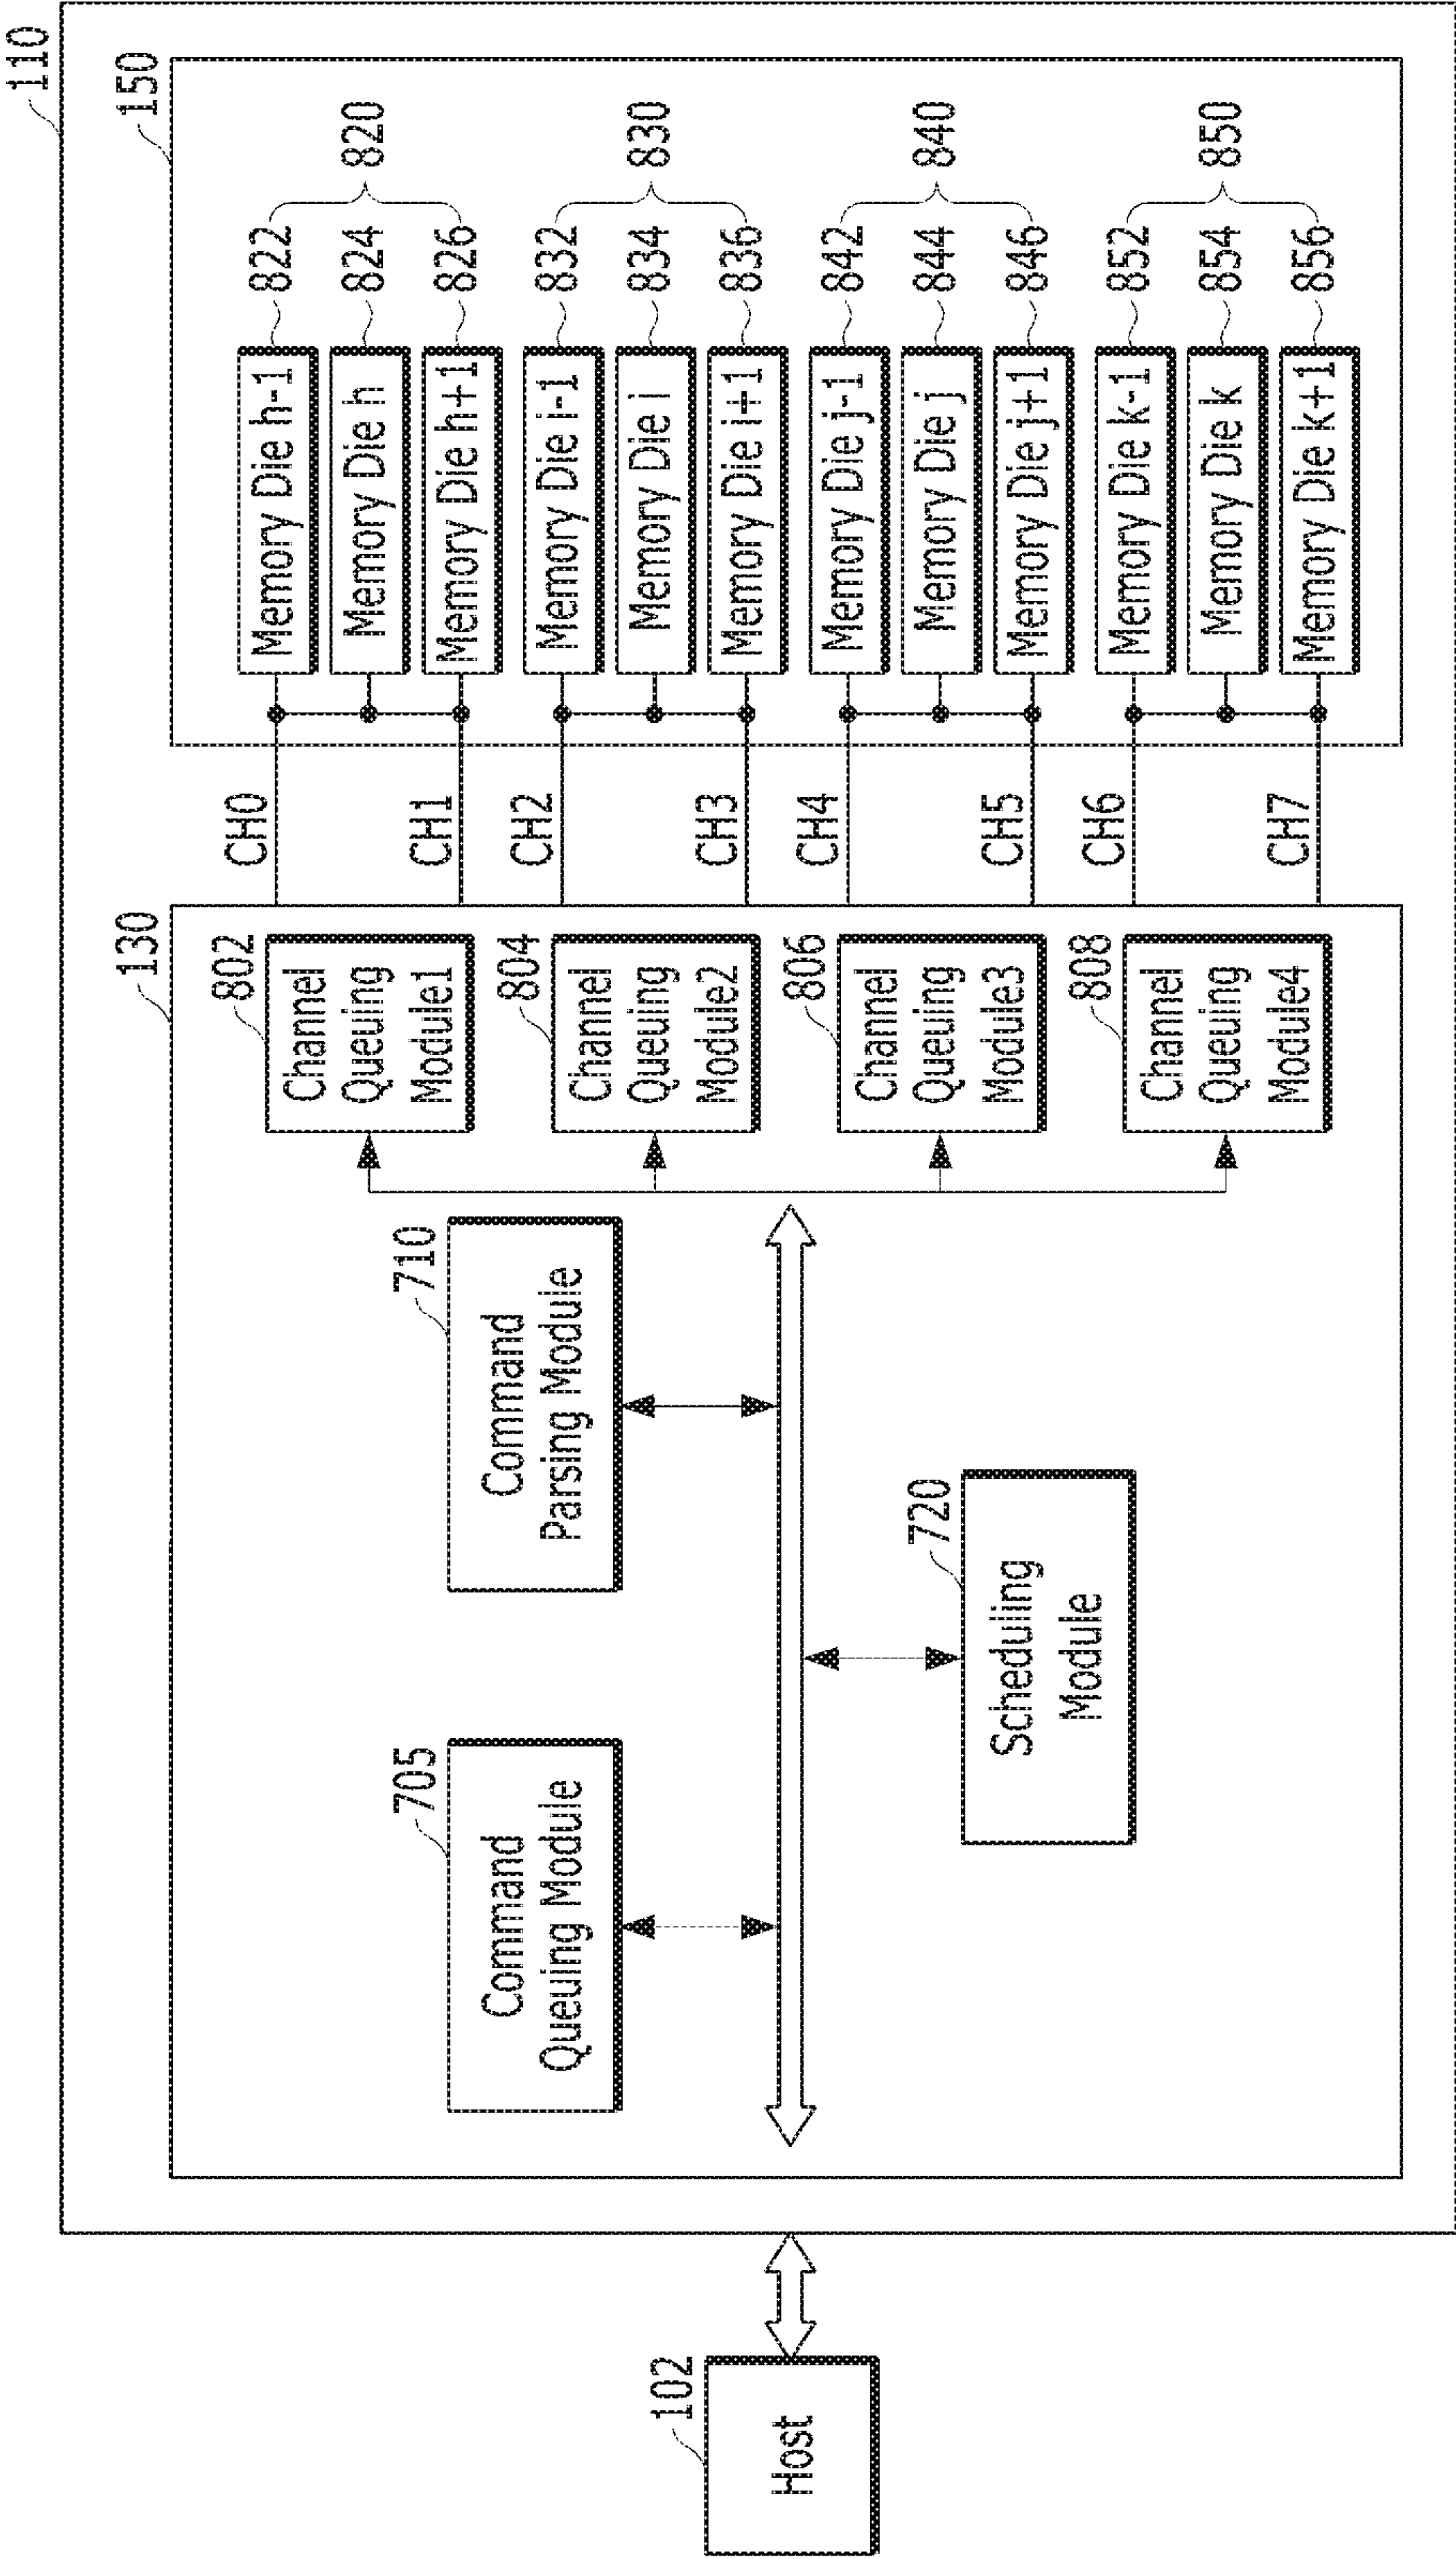 110
102
Host
130
705
Command
Queuing Module
710
Command
Parsing Module
720
Scheduling
Module
802
Channel
Queuing
Module1
804
Channel
Queuing
Module2
806
Channel
Queuing
Module3
808
Channel
Queuing
Module4
CH0
CH1
CH2
CH3
CH4
CH5
CH6
CH7
150
Memory Die h-1
822
Memory Die h
824
820
Memory Die h+1
826
Memory Die i-1
832
Memory Die i
834
830
Memory Die i+1
836
Memory Die j-1
842
Memory Die j
844
840
Memory Die j+1
846
Memory Die k-1
852
Memory Die k
854
850
Memory Die k+1
856